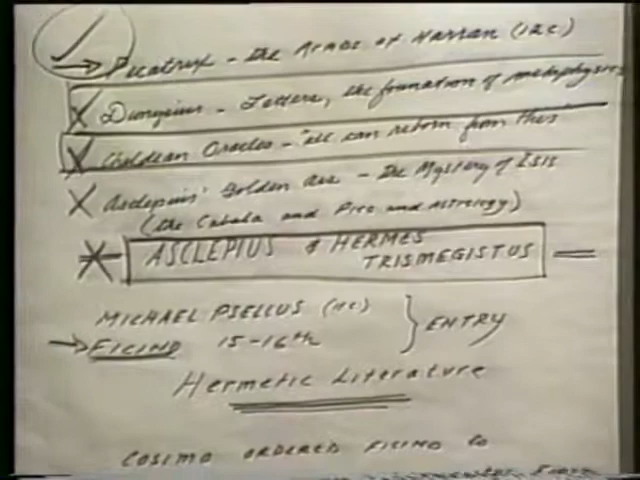 Picatrix - the Arabs of Harran (12C)
Dionysius - Letters, the foundation of metaphysics
Chaldean Oracles - "all can return from this"
Asclepius' Golden Ass - the Mystery of ISIS
(the Cabala and Pico and astrology)
ASCLEPIUS of HERMES
TRISMEGISTUS
MICHAEL PSELLUS (11C)
ENTRY
FICINO 15-16th
Hermetic Literature
COSIMO ORDERED FICINO to
from